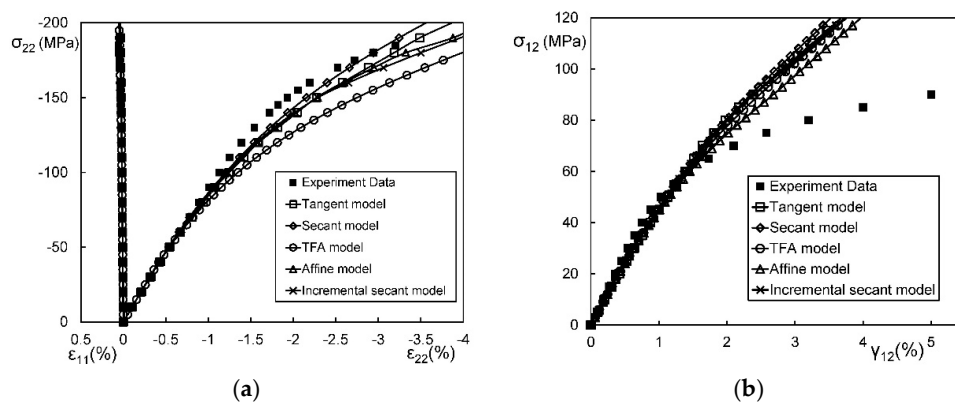 -200
σ22 (MPa)
-150
-100
-50
0
0.5
0
-0.5
-1
-1.5
-2
-2.5
-3
-3.5
-4
ε11(%)
ε22(%)
Experiment Data
Tangent model
Secant model
TFA model
Affine model
Incremental secant model
(a)
120
σ12 (MPa)
100
80
60
40
20
0
0
1
2
3
4
5
γ12(%)
Experiment Data
Tangent model
Secant model
TFA model
Affine model
Incremental secant model
(b)